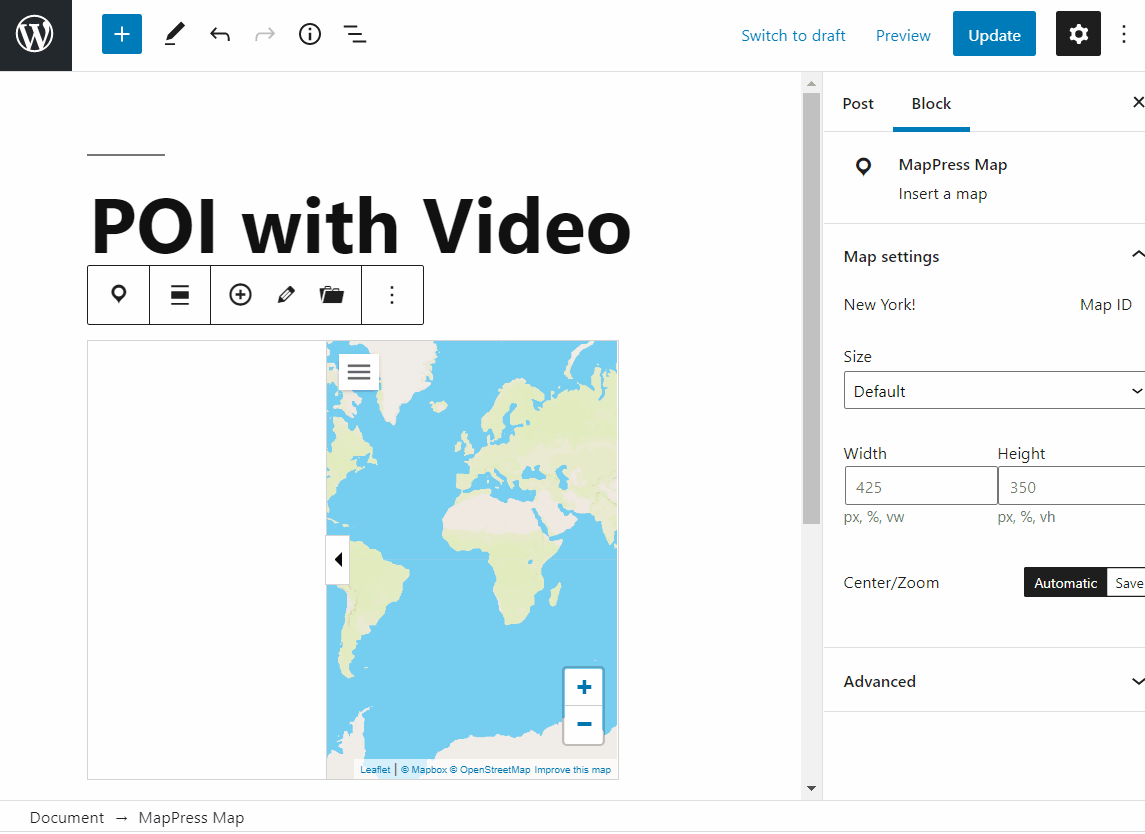 Switch to draft Preview Update
Post Block
MapPress Map
Insert a map
POI with Video
Map settings
New York! Map ID
Size
Default
Width Height
425 350
px, %, vw px, %, vh
Center/Zoom Automatic Save
Advanced
Leaflet | © Mapbox © OpenStreetMap Improve this map
Document → MapPress Map